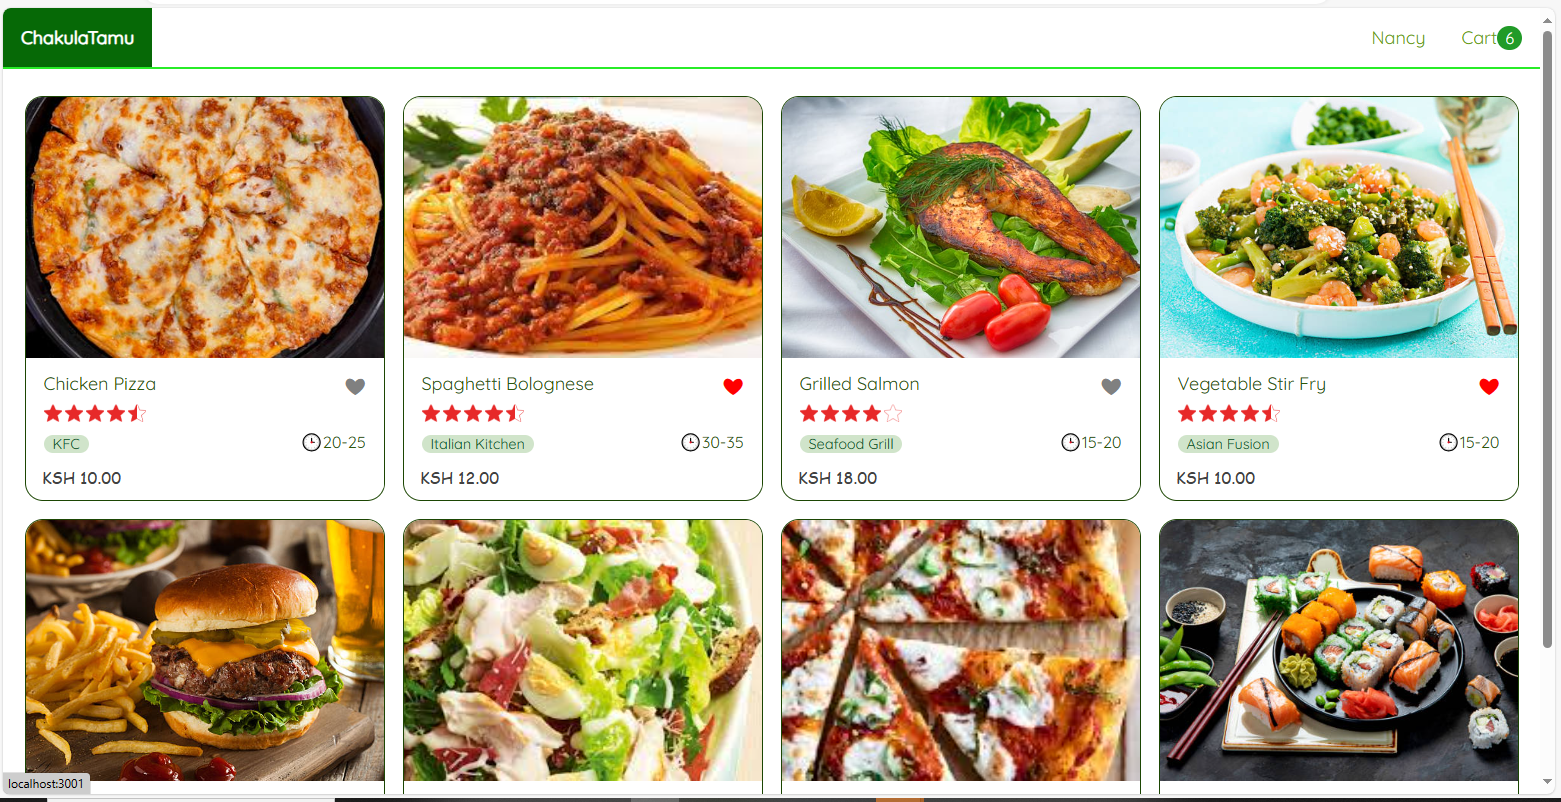 ChakulaTamu
Nancy
Cart 6
Chicken Pizza
KFC
20-25
KSH 10.00
Spaghetti Bolognese
Italian Kitchen
30-35
KSH 12.00
Grilled Salmon
Seafood Grill
15-20
KSH 18.00
Vegetable Stir Fry
Asian Fusion
15-20
KSH 10.00
localhost:3001